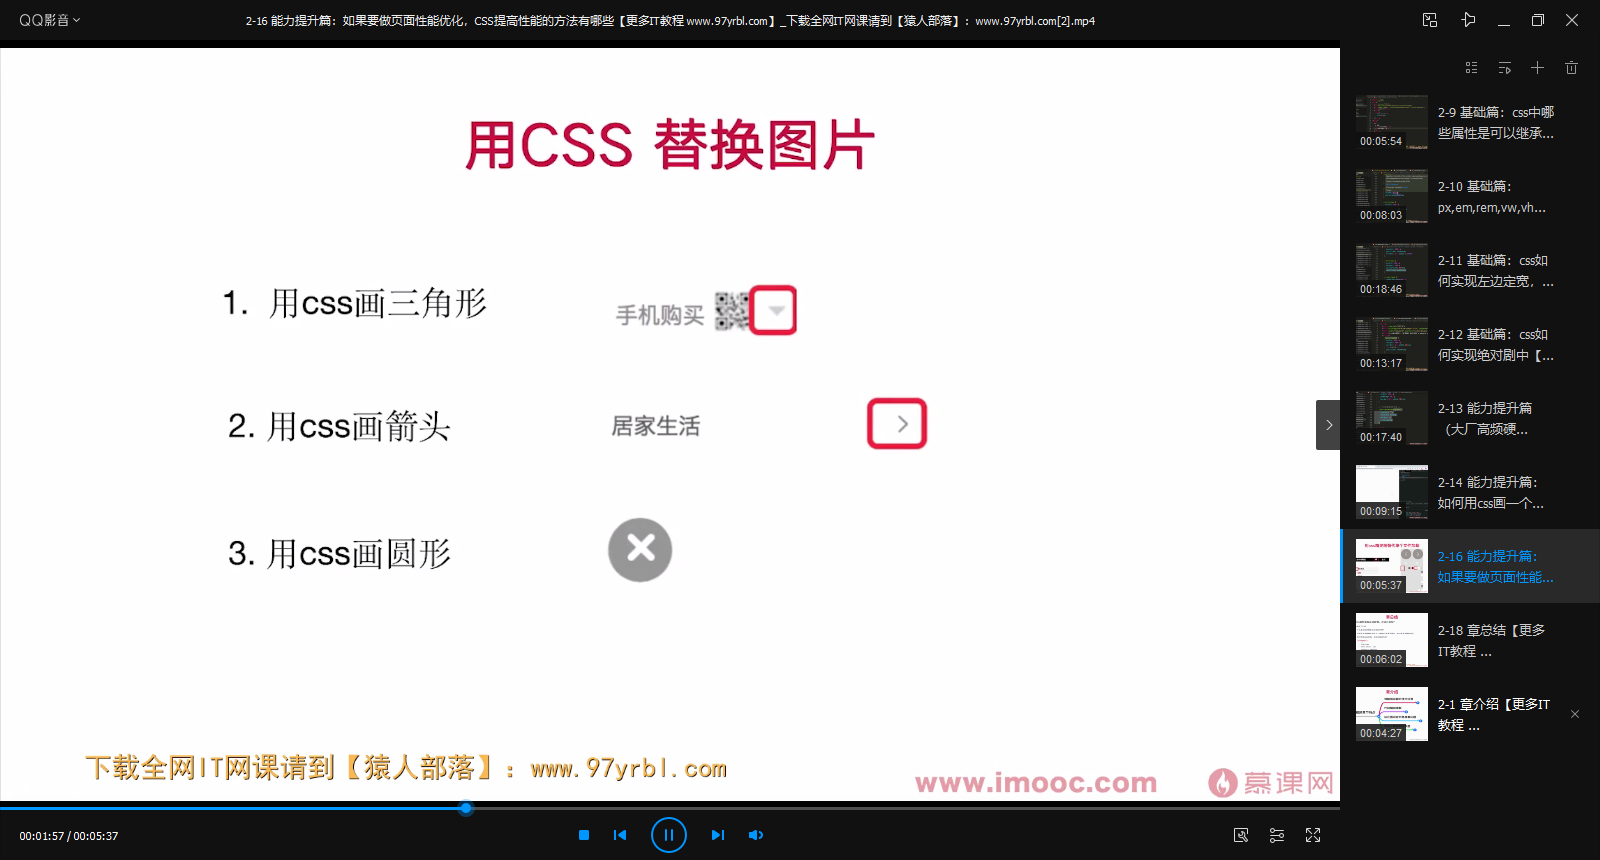 QQ影音
2-16 能力提升篇：如果要做页面性能优化，CSS提高性能的方法有哪些【更多IT教程 www.97yrbl.com】_下载全网IT网课请到【猿人部落】：www.97yrbl.com[2].mp4
用CSS 替换图片
1. 用css画三角形
手机购买
2. 用css画箭头
居家生活
3. 用css画圆形
下载全网IT网课请到【猿人部落】：www.97yrbl.com
www.imooc.com
慕课网
00:01:57 / 00:05:37
00:05:54
2-9 基础篇：css中哪
些属性是可以继承...
00:08:03
2-10 基础篇：
px,em,rem,vw,vh...
00:18:46
2-11 基础篇：css如
何实现左边定宽，...
00:13:17
2-12 基础篇：css如
何实现绝对剧中【...
00:17:40
2-13 能力提升篇
（大厂高频硬...
00:09:15
2-14 能力提升篇：
如何用css画一个...
00:05:37
2-16 能力提升篇：
如果要做页面性能...
00:06:02
2-18 章总结【更多
IT教程 ...
00:04:27
2-1 章介绍【更多IT
教程 ...